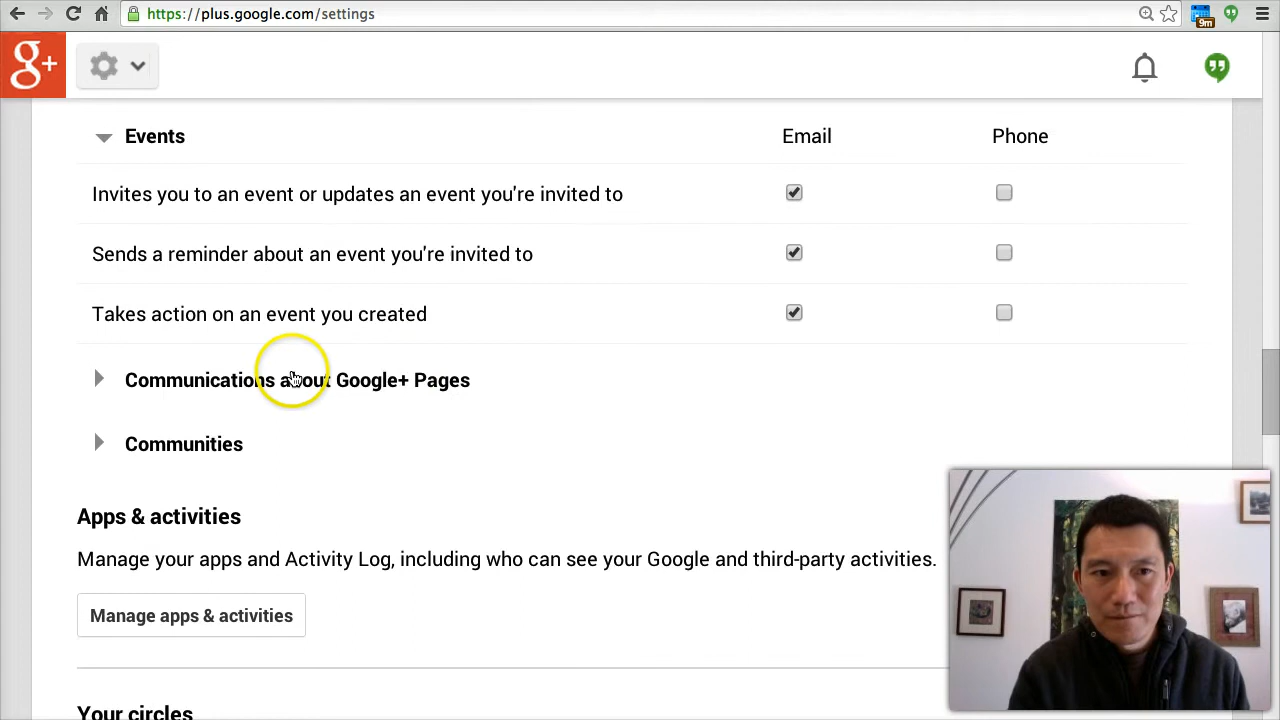 https://plus.google.com/settings
9m
g+
Events Email Phone
Invites you to an event or updates an event you're invited to
Sends a reminder about an event you're invited to
Takes action on an event you created
Communications about Google+ Pages
Communities
Apps & activities
Manage your apps and Activity Log, including who can see your Google and third-party activities.
Manage apps & activities
Your circles